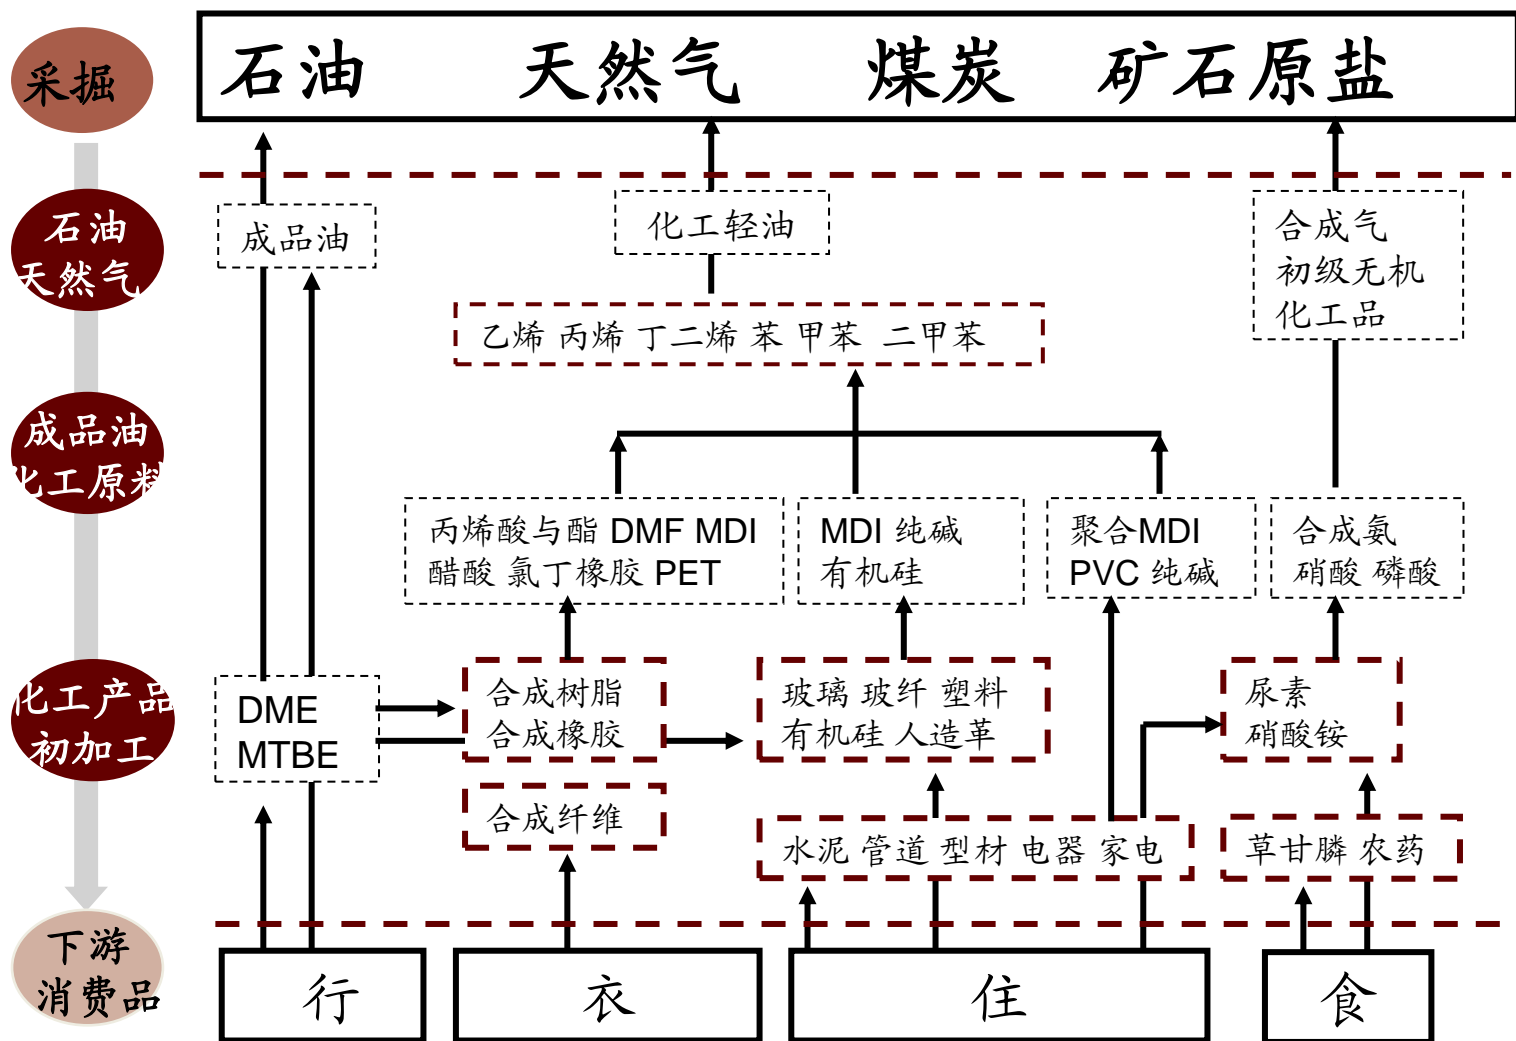 采掘
石油 天然气 煤炭 矿石原盐
石油
天然气
成品油
化工轻油
合成气
初级无机
化工品
乙烯 丙烯 丁二烯 苯 甲苯 二甲苯
成品油
化工原料
丙烯酸与酯 DMF MDI
醋酸 氯丁橡胶 PET
MDI 纯碱
有机硅
聚合MDI
PVC 纯碱
合成氨
硝酸 磷酸
化工产品
初加工
DME
MTBE
合成树脂
合成橡胶
玻璃 玻纤 塑料
有机硅 人造革
尿素
硝酸铵
合成纤维
水泥 管道 型材 电器 家电
草甘膦 农药
下游
消费品
行
衣
住
食